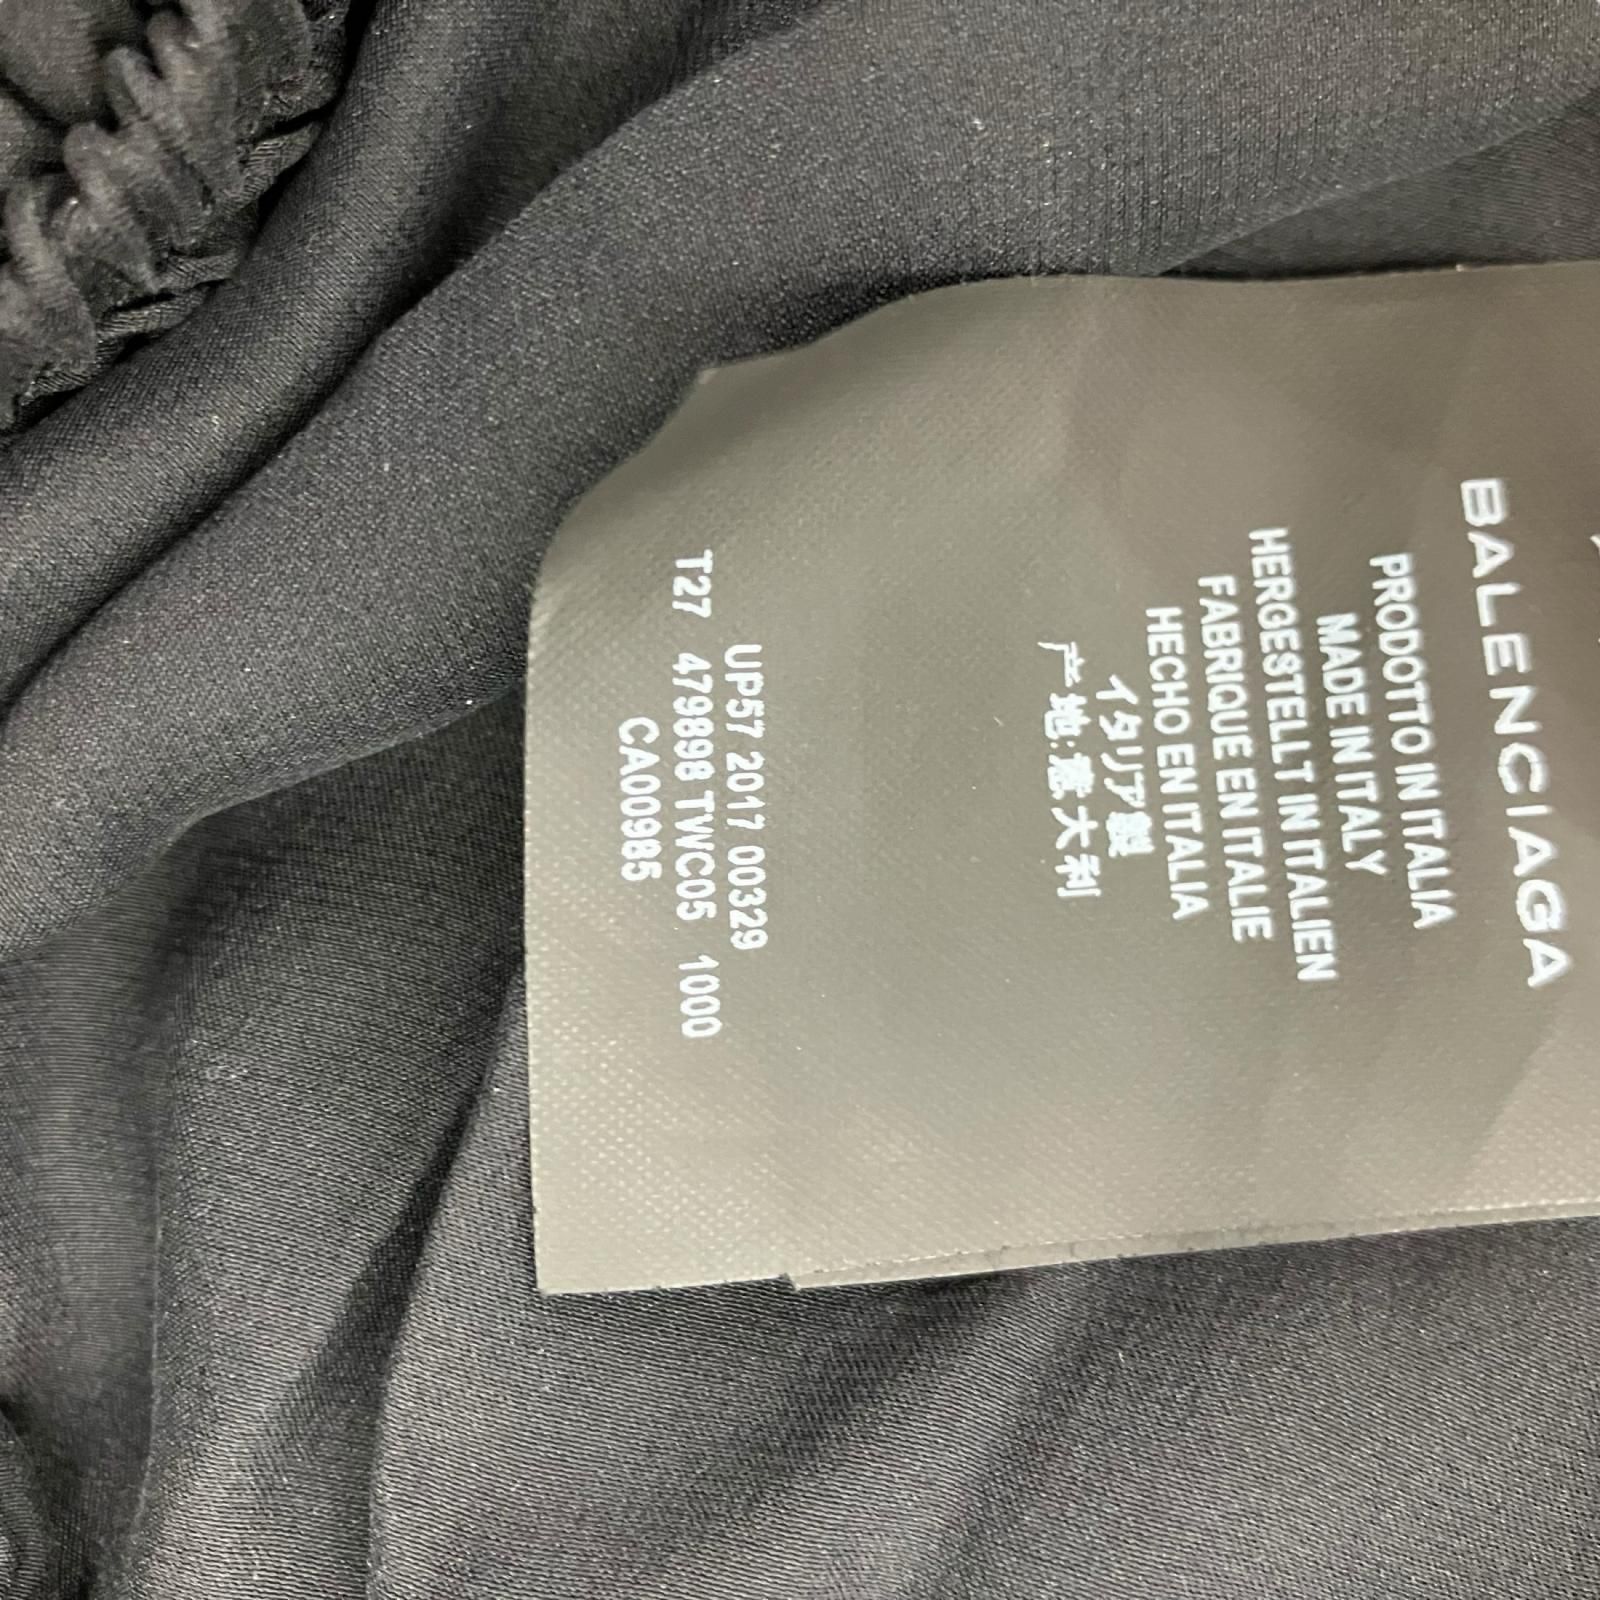 BALENCIAGA
PRODOTTO IN ITALIA
MADE IN ITALY
HERGESTELLT IN ITALIEN
FABRIQUE EN ITALIE
HECHO EN ITALIA
イタリア製
产地:意大利
UP57 2017 00329
T27 479898 TWC05 1000
CA00985